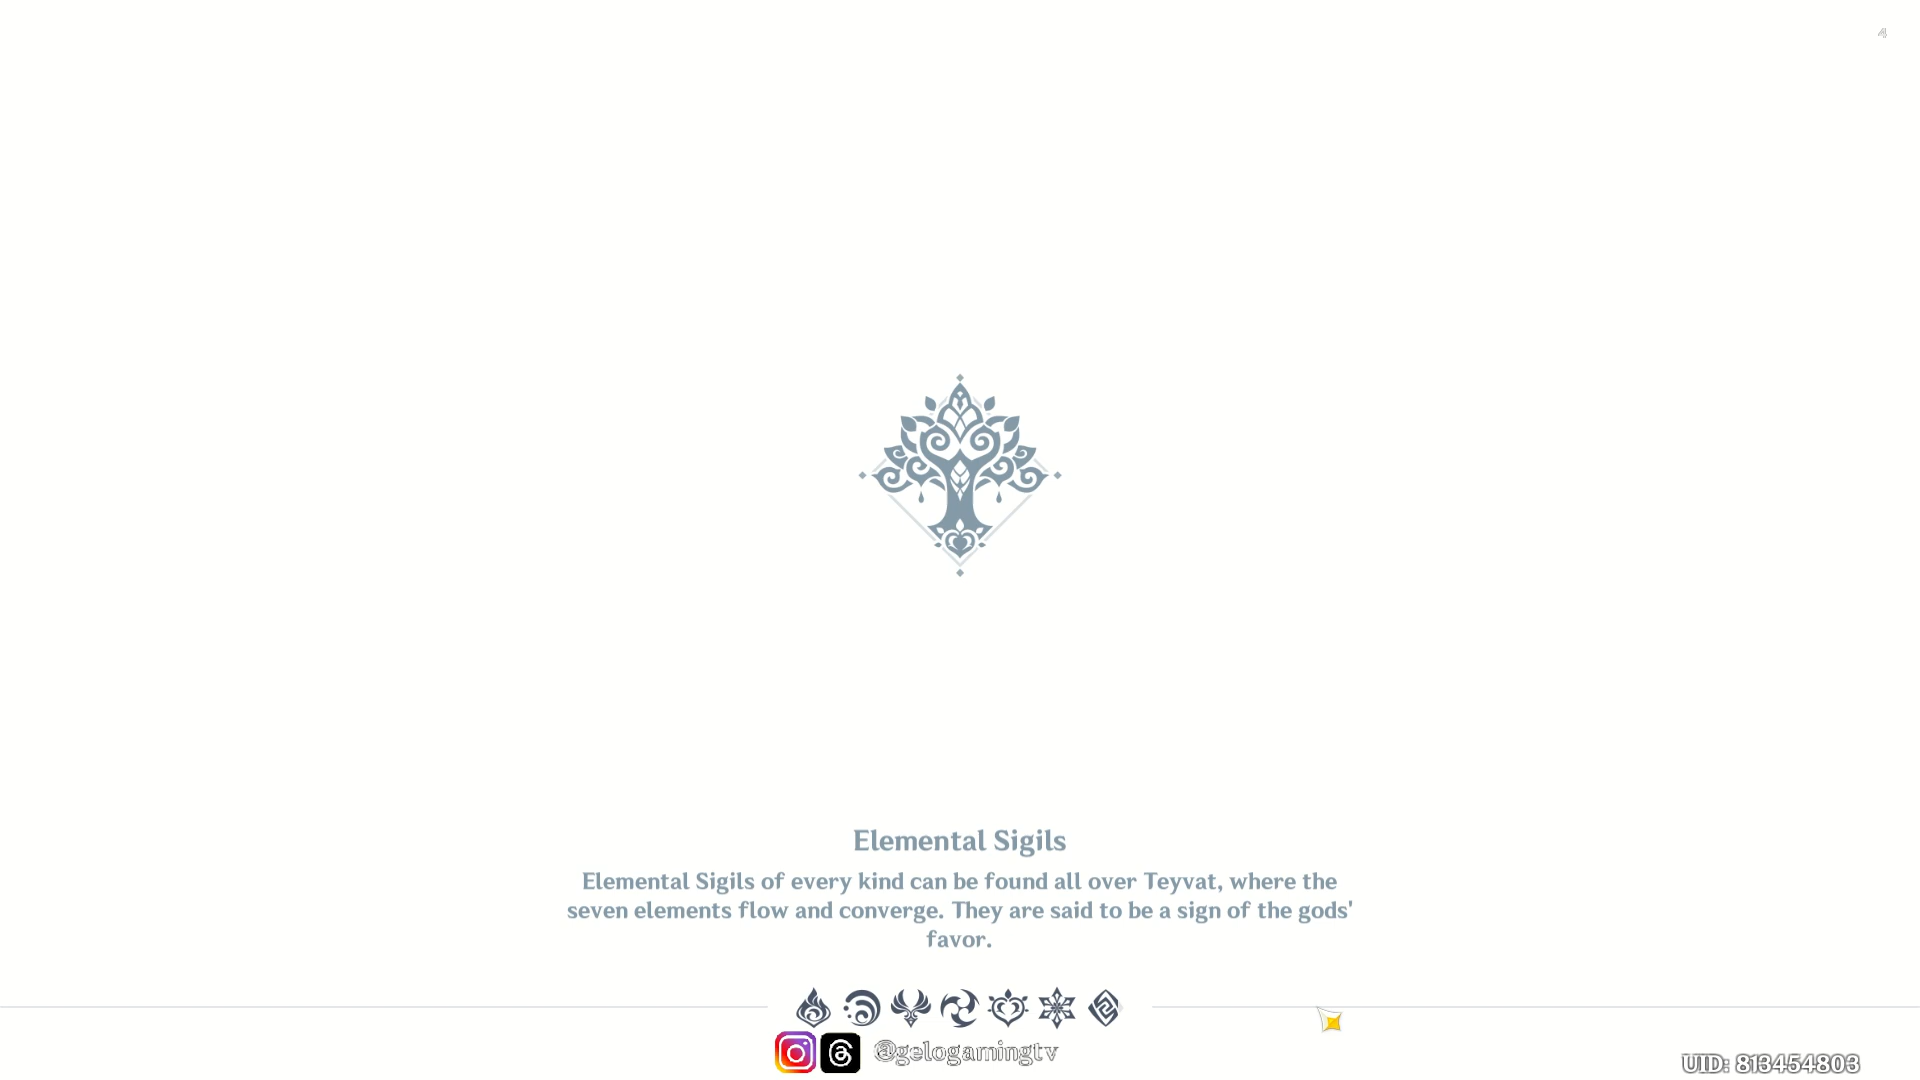 4
Elemental Sigils
Elemental Sigils of every kind can be found all over Teyvat, where the
seven elements flow and converge. They are said to be a sign of the gods'
favor.
@gelogamingtv
UID: 813454803